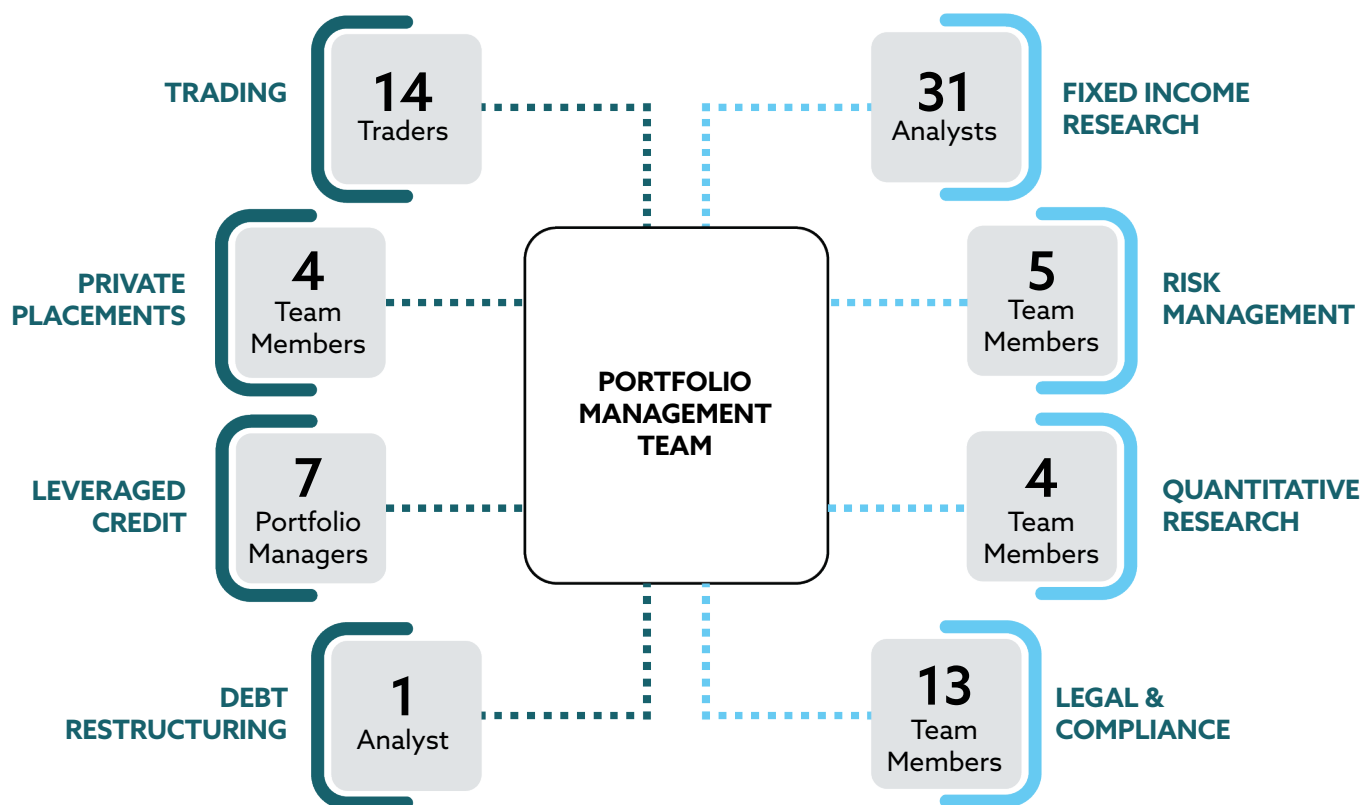 TRADING
14
Traders
31
Analysts
FIXED INCOME
RESEARCH
PRIVATE
PLACEMENTS
4
Team
Members
5
Team
Members
RISK
MANAGEMENT
PORTFOLIO
MANAGEMENT
TEAM
LEVERAGED
CREDIT
7
Portfolio
Managers
4
Team
Members
QUANTITATIVE
RESEARCH
DEBT
RESTRUCTURING
1
Analyst
13
Team
Members
LEGAL &
COMPLIANCE